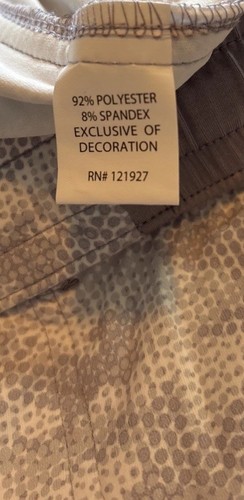 92% POLYESTER
8% SPANDEX
EXCLUSIVE OF
DECORATION
RN# 121927